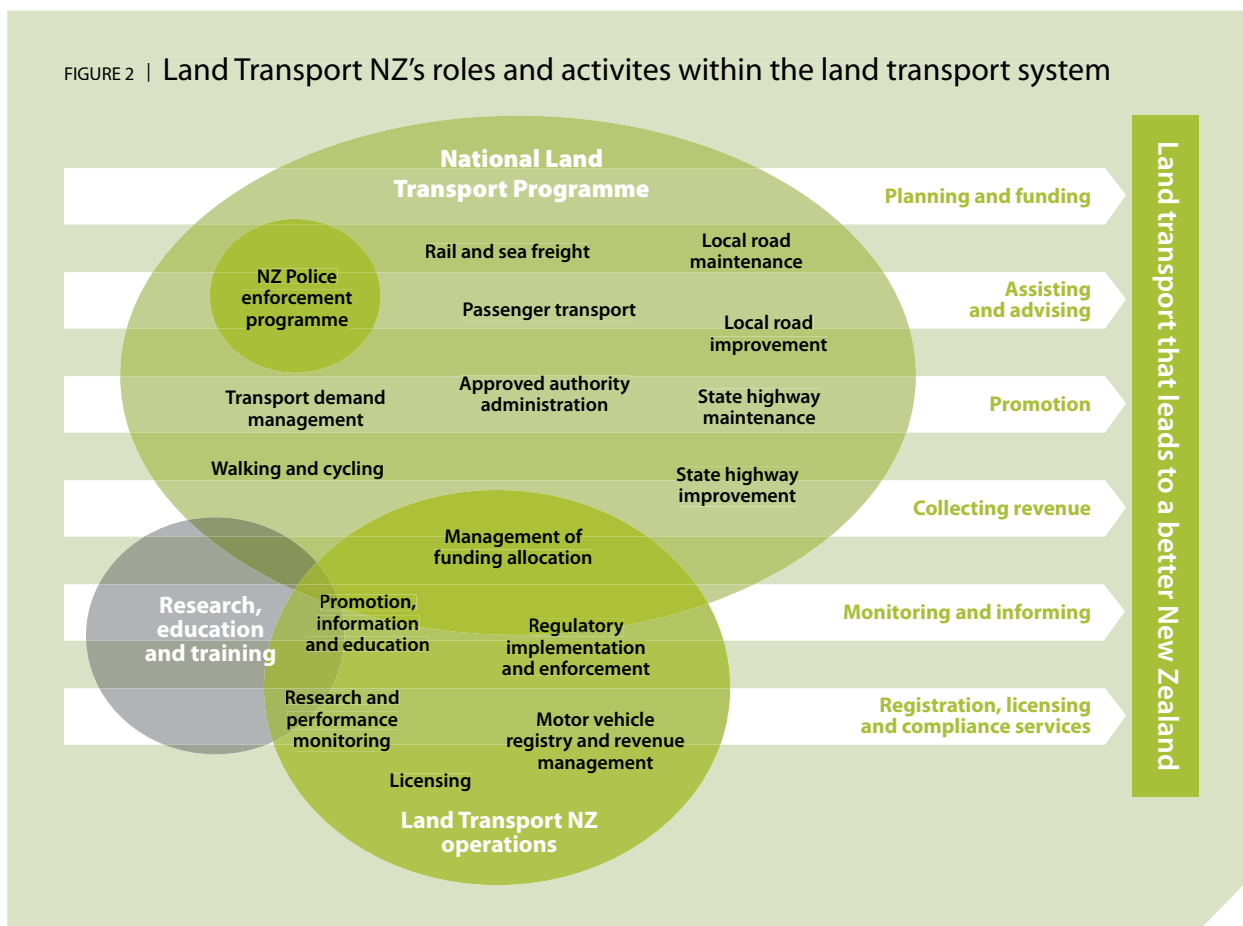 FIGURE 2 | Land Transport NZ's roles and activites within the land transport system
National Land
Transport Programme
NZ Police
enforcement
programme
Rail and sea freight
Local road
maintenance
Passenger transport
Local road
improvement
Transport demand
management
Approved authority
administration
State highway
maintenance
Walking and cycling
State highway
improvement
Management of
funding allocation
Research,
education
and training
Promotion,
information
and education
Regulatory
implementation
and enforcement
Research and
performance
monitoring
Motor vehicle
registry and revenue
management
Licensing
Land Transport NZ
operations
Planning and funding
Assisting
and advising
Promotion
Collecting revenue
Monitoring and informing
Registration, licensing
and compliance services
Land transport that leads to a better New Zealand